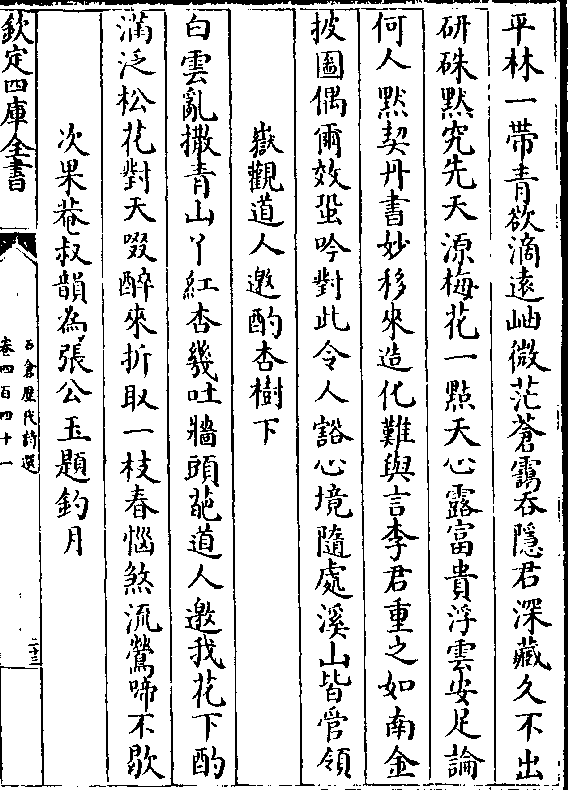 平林一帶青欲滴遠岫微茫蒼靄吞隱君深藏久不出
研硃黙究先天源梅花一㸃天心露富貴浮雲安足論
何人黙契丹書妙移來造化難與言李君重之如南金
披圖偶爾效蛩吟對此令人豁心境隨處溪山皆管領
嶽觀道人邀酌杏樹下
白雲亂撒青山丫紅杏幾吐牆頭葩道人邀我花下酌
滿泛松花對天啜醉來折取一枝春惱煞流鶯啼不歇
次果菴叔韻為張公玉題釣月
欽定四庫全書
石倉歷代詩選
卷四百四十一
二十三